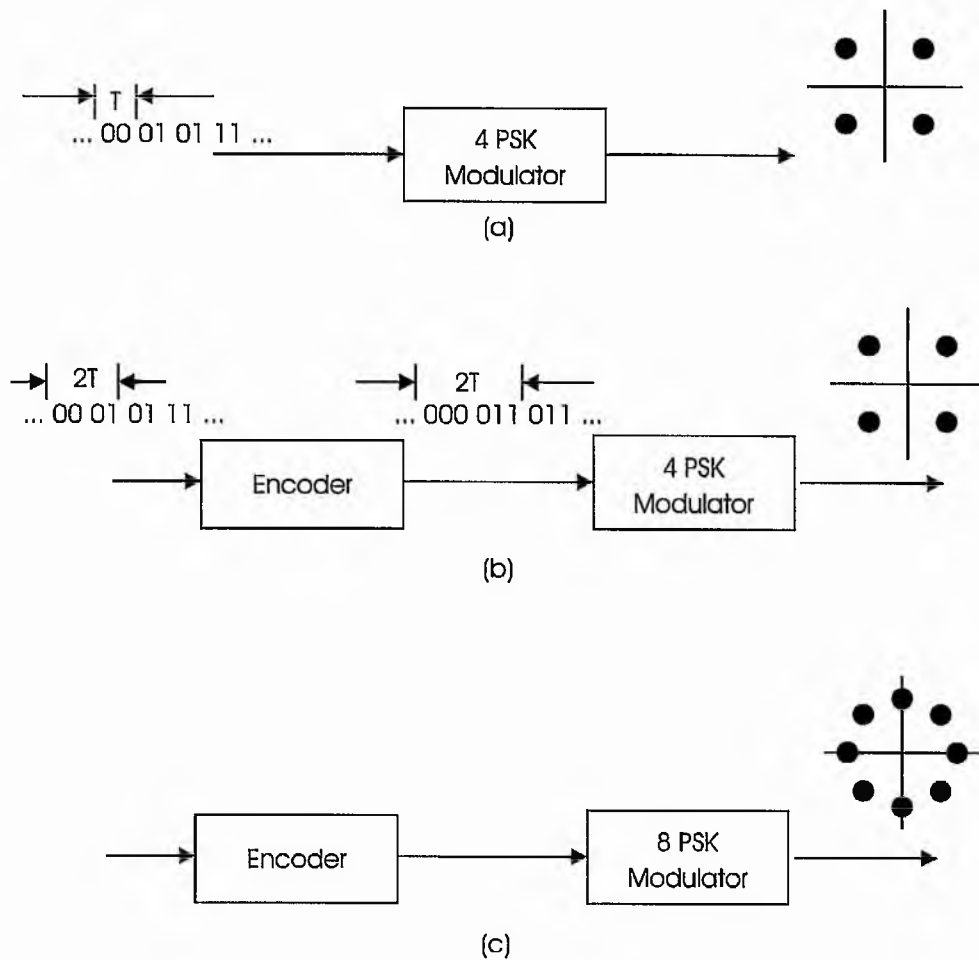 T
... 00 01 01 11 ...
4 PSK
Modulator
(a)
2T
2T
... 00 01 01 11 ...
... 000 011 011 ...
Encoder
4 PSK
Modulator
(b)
Encoder
8 PSK
Modulator
(c)